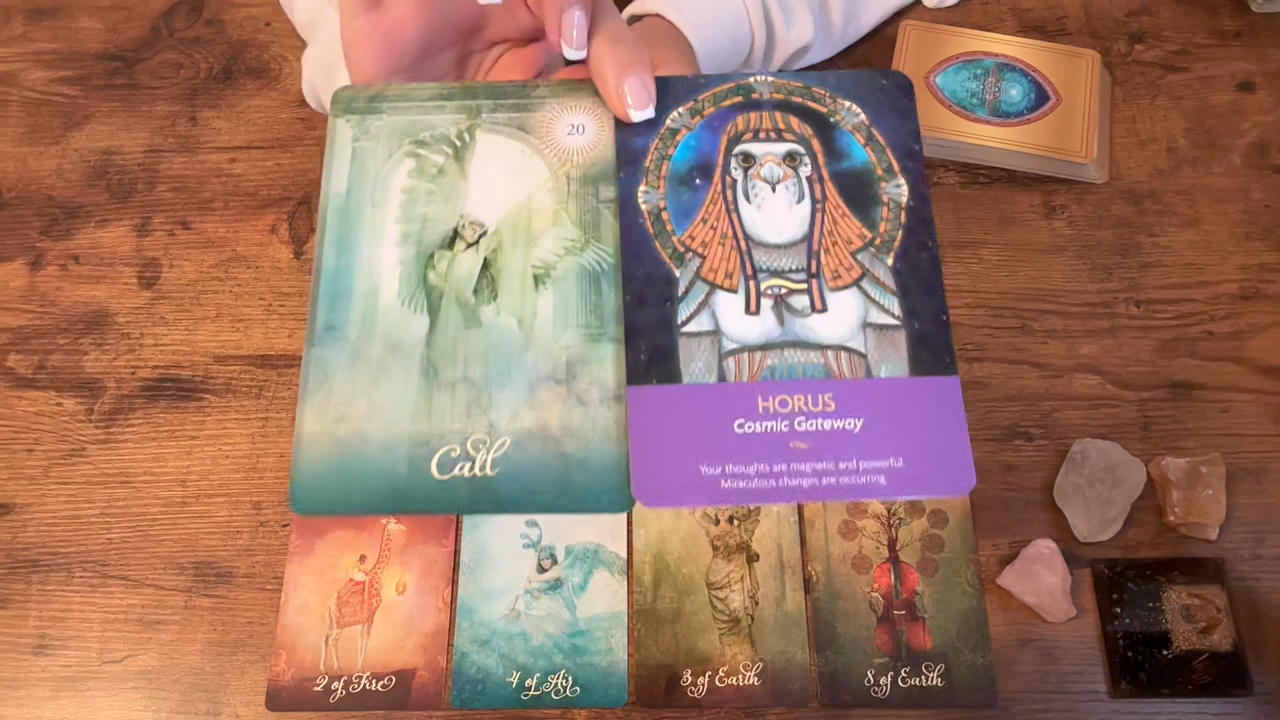 20
Call
HORUS
Cosmic Gateway
Your thoughts are magnetic and powerful
Miraculous changes are occurring
2 of Fire
4 of Air
3 of Earth
8 of Earth